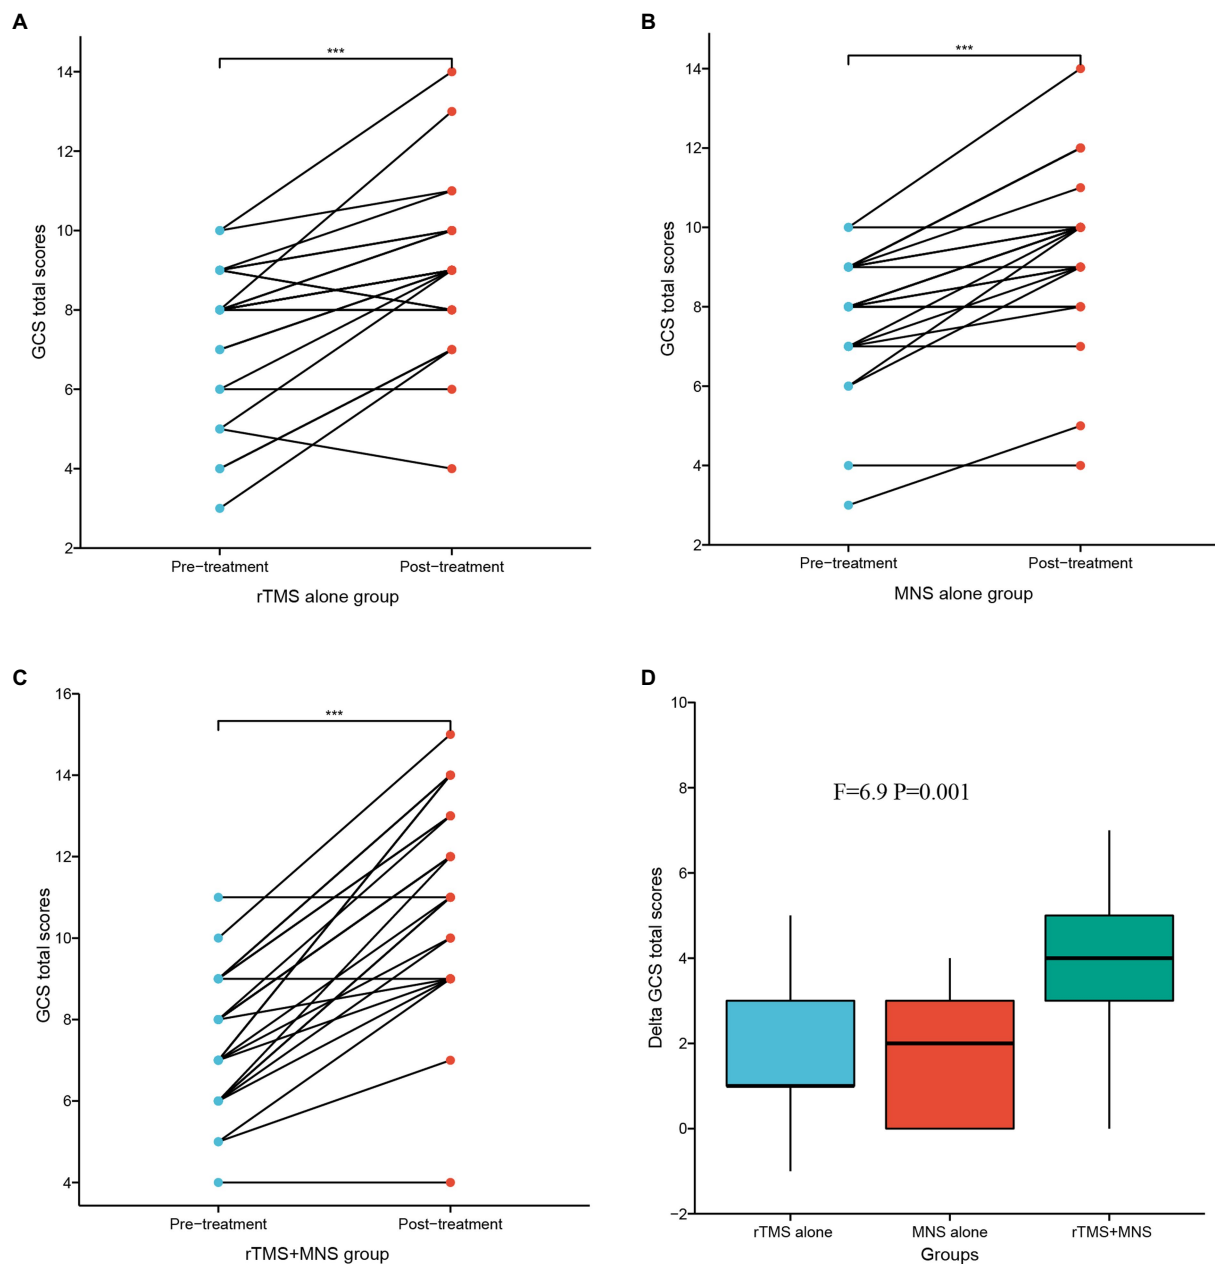 A
***
14
12
10
8
6
4
2
GCS total scores
Pre−treatment
Post−treatment
rTMS alone group
B
***
14
12
10
8
6
4
2
GCS total scores
Pre−treatment
Post−treatment
MNS alone group
C
***
16
14
12
10
8
6
4
GCS total scores
Pre−treatment
Post−treatment
rTMS+MNS group
D
10
8
6
4
2
0
−2
Delta GCS total scores
F=6.9 P=0.001
rTMS alone
MNS alone
rTMS+MNS
Groups